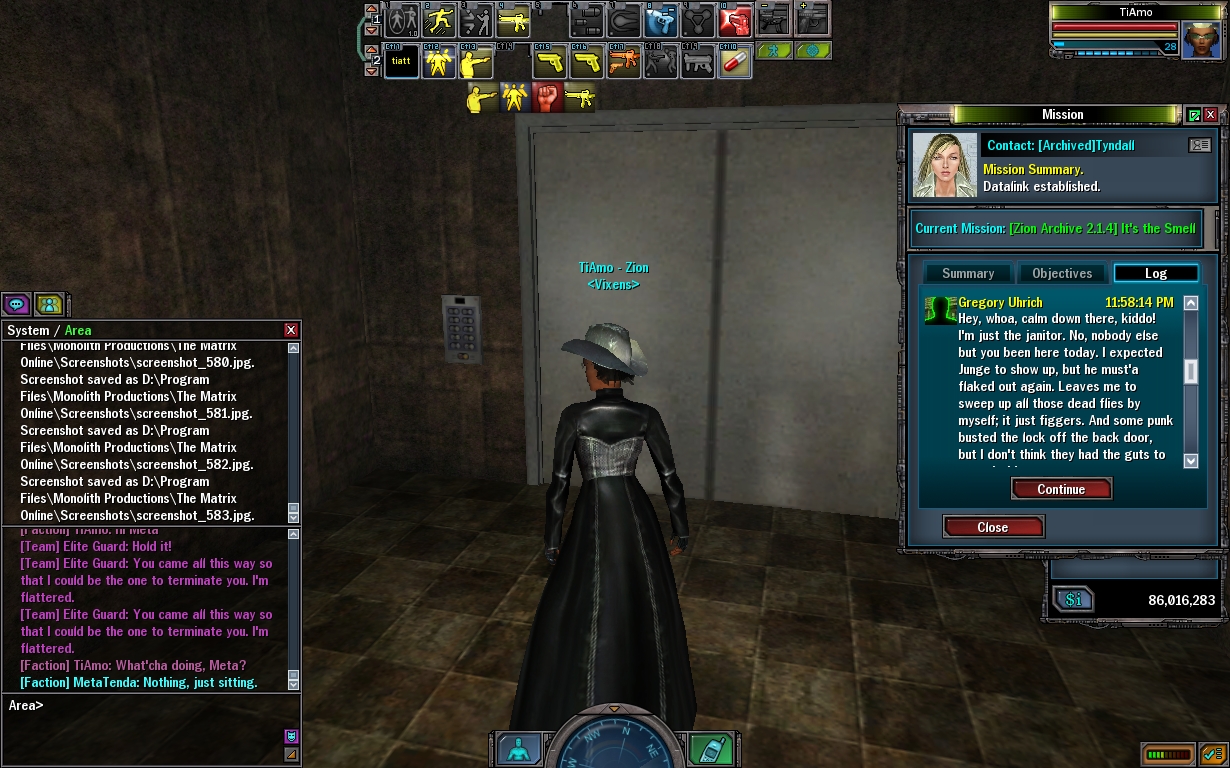 TiAmo
28
1
2
tiatt
Mission
Contact: [Archived]Tyndall
Mission Summary.
Datalink established.
Current Mission: [Zion Archive 2.1.4] It's the Smell
Summary
Objectives
Log
Gregory Uhrich 11:58:14 PM
Hey, whoa, calm down there, kiddo!
I'm just the janitor. No, nobody else
but you been here today. I expected
Junge to show up, but he must'a
flaked out again. Leaves me to
sweep up all those dead flies by
myself; it just figgers. And some punk
busted the lock off the back door,
but I don't think they had the guts to
Continue
Close
$i 86,016,283
TiAmo - Zion
<Vixens>
System / Area
Files\Monolith Productions\The Matrix
Online\Screenshots\screenshot_580.jpg.
Screenshot saved as D:\Program
Files\Monolith Productions\The Matrix
Online\Screenshots\screenshot_581.jpg.
Screenshot saved as D:\Program
Files\Monolith Productions\The Matrix
Online\Screenshots\screenshot_582.jpg.
Screenshot saved as D:\Program
Files\Monolith Productions\The Matrix
Online\Screenshots\screenshot_583.jpg.
[Faction] TiAmo: Hi Meta
[Team] Elite Guard: Hold it!
[Team] Elite Guard: You came all this way so
that I could be the one to terminate you. I'm
flattered.
[Team] Elite Guard: You came all this way so
that I could be the one to terminate you. I'm
flattered.
[Faction] TiAmo: What'cha doing, Meta?
[Faction] MetaTenda: Nothing, just sitting.
Area>
NW N NE
W